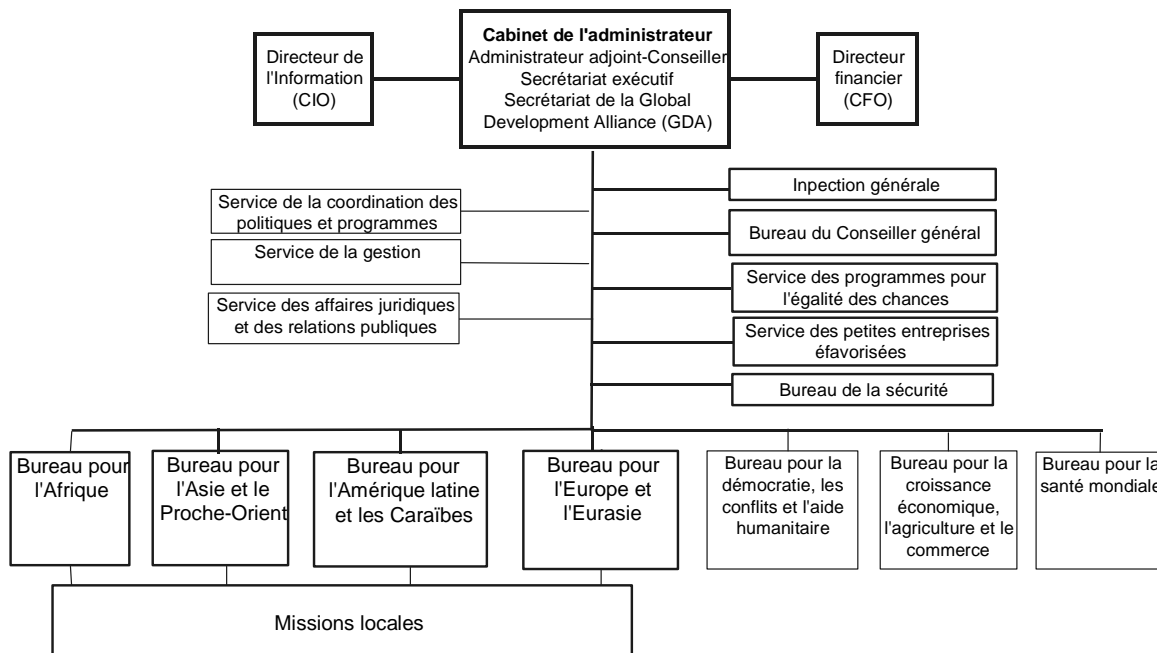 Cabinet de l'administrateur
Administrateur adjoint-Conseiller
Secrétariat exécutif
Secrétariat de la Global
Development Alliance (GDA)
Directeur de
l'Information
(CIO)
Directeur
financier
(CFO)
Service de la coordination des
politiques et programmes
Service de la gestion
Service des affaires juridiques
et des relations publiques
Inpection générale
Bureau du Conseiller général
Service des programmes pour
l'égalité des chances
Service des petites entreprises
éfavorisées
Bureau de la sécurité
Bureau pour
l'Afrique
Bureau pour
l'Asie et le
Proche-Orient
Bureau pour
l'Amérique latine
et les Caraïbes
Bureau pour
l'Europe et
l'Eurasie
Bureau pour la
démocratie, les
conflits et l'aide
humanitaire
Bureau pour la
croissance
économique,
l'agriculture et le
commerce
Bureau pour la
santé mondiale
Missions locales